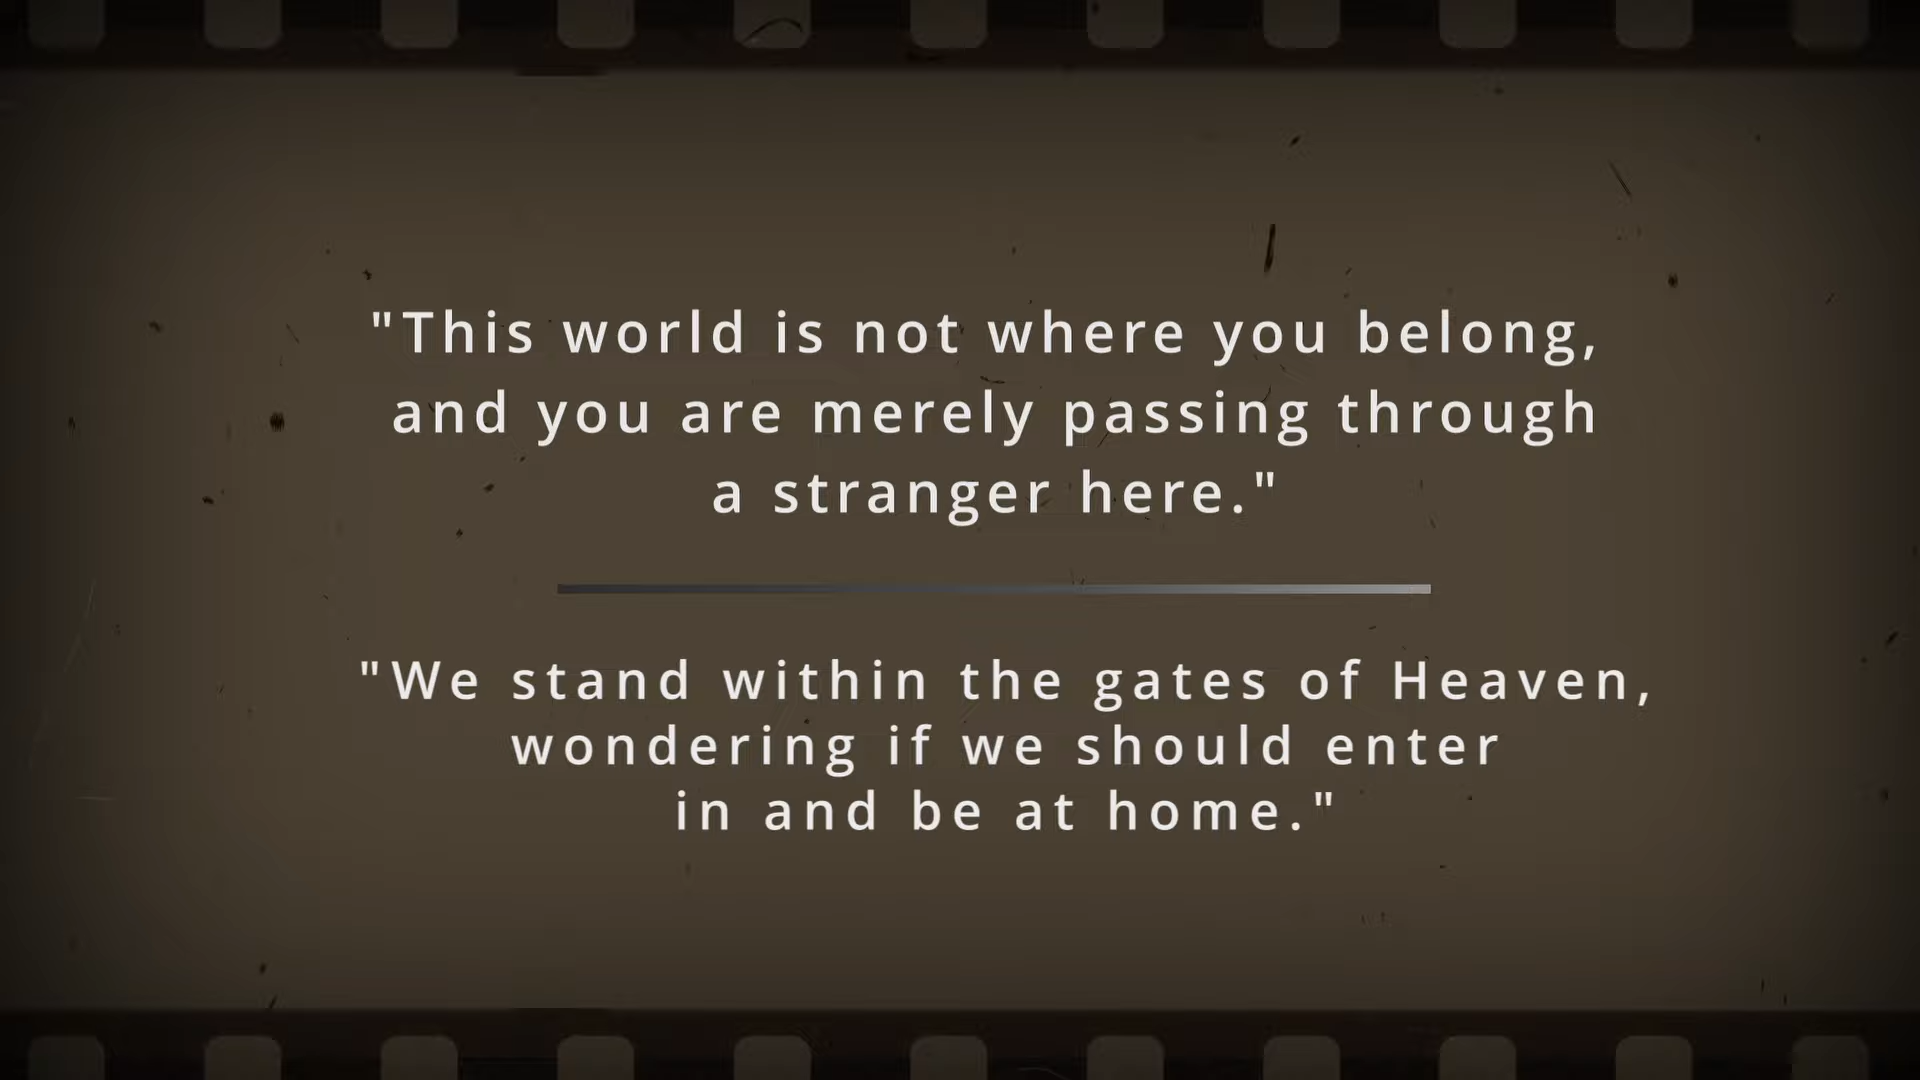 "This world is not where you belong,
and you are merely passing through
a stranger here."
"We stand within the gates of Heaven,
wondering if we should enter
in and be at home."